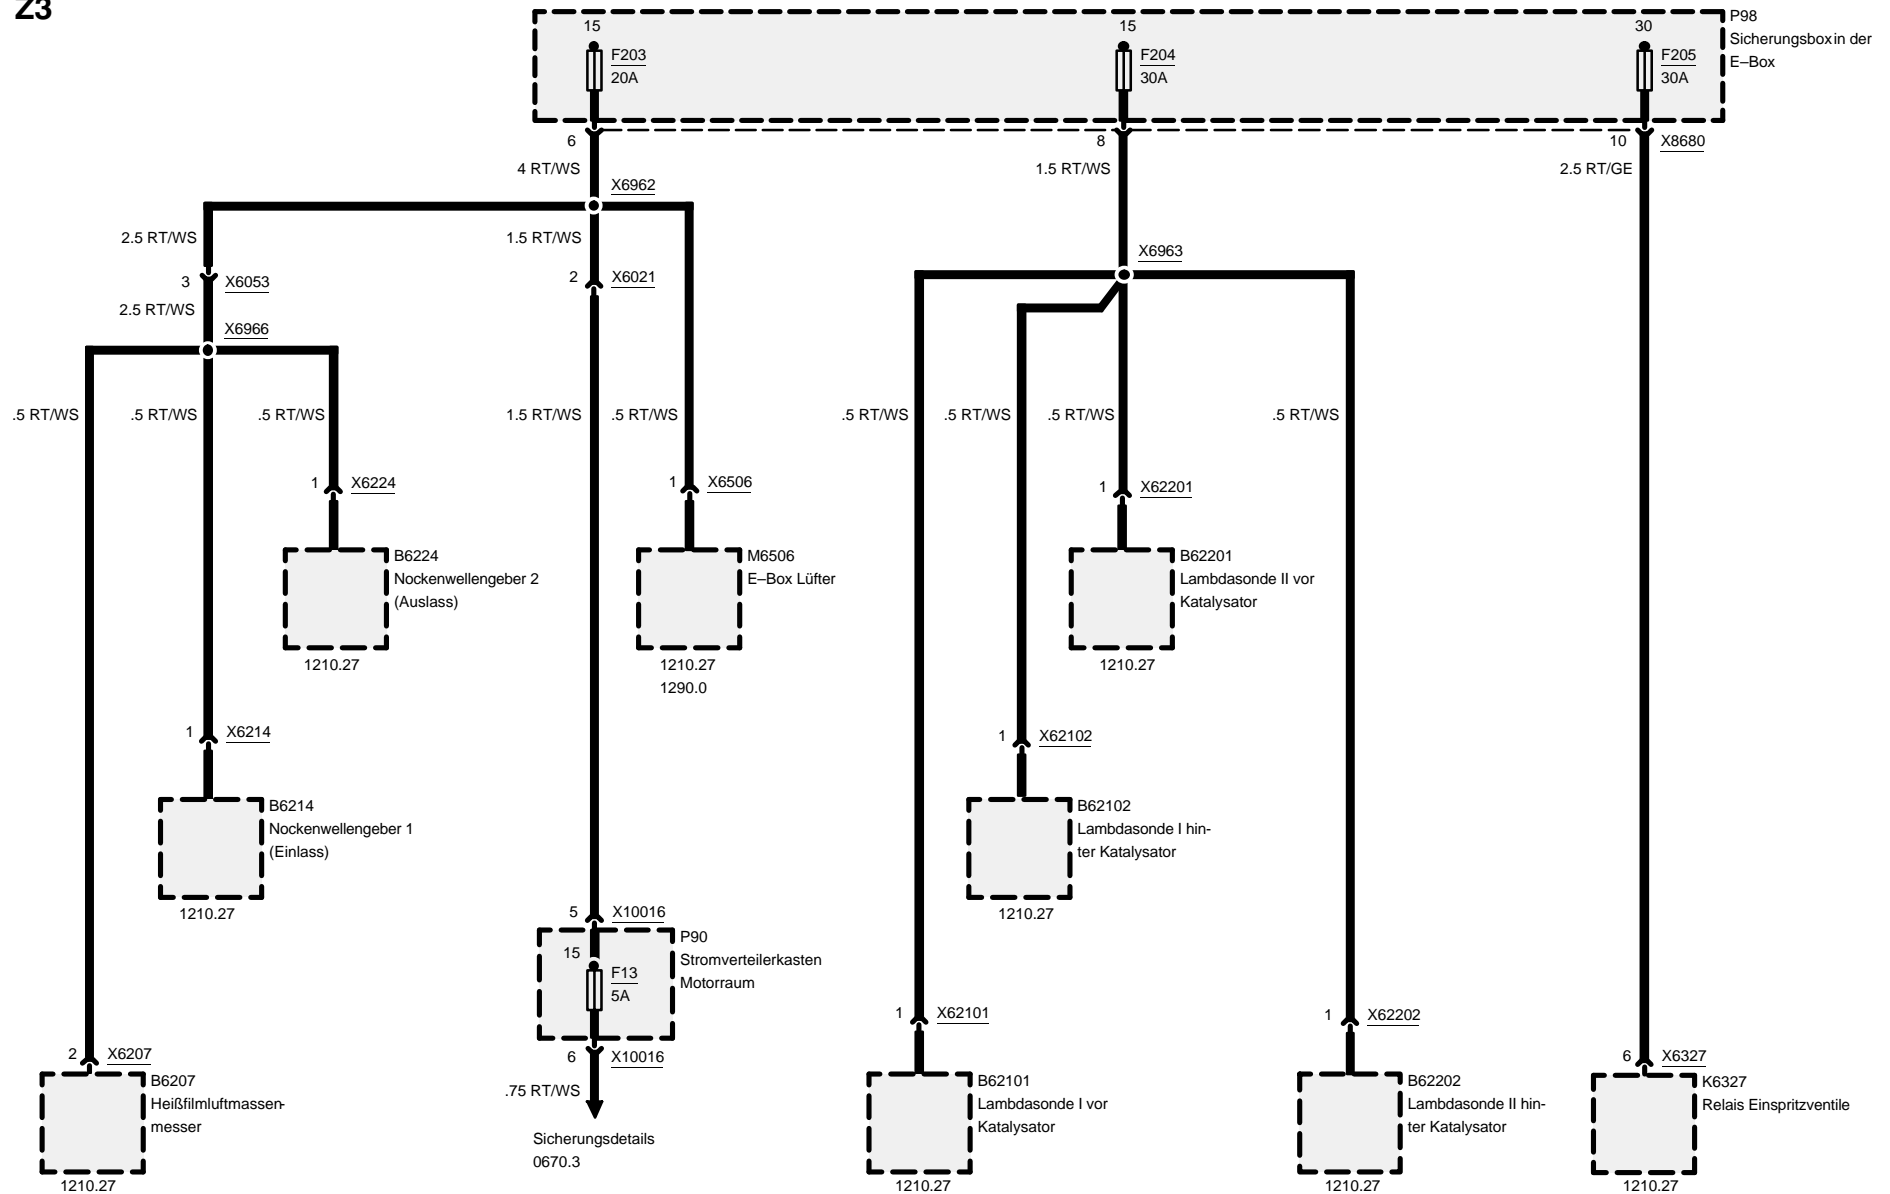 Z3
15
15
30
P98
Sicherungsbox in der
E–Box
F203
20A
F204
30A
F205
30A
6
8
10
X8680
4 RT/WS
1.5 RT/WS
2.5 RT/GE
X6962
2.5 RT/WS
1.5 RT/WS
X6963
3
X6053
2
X6021
2.5 RT/WS
X6966
.5 RT/WS
.5 RT/WS
.5 RT/WS
1.5 RT/WS
.5 RT/WS
.5 RT/WS
.5 RT/WS
.5 RT/WS
.5 RT/WS
1
X6224
1
X6506
1
X62201
B6224
Nockenwellengeber 2
(Auslass)
1210.27
M6506
E–Box Lüfter
1210.27
1290.0
B62201
Lambdasonde II vor
Katalysator
1210.27
1
X6214
1
X62102
B6214
Nockenwellengeber 1
(Einlass)
1210.27
B62102
Lambdasonde I hin-
ter Katalysator
1210.27
5
X10016
15
F13
5A
P90
Stromverteilerkasten
Motorraum
6
X10016
.75 RT/WS
Sicherungsdetails
0670.3
1
X62101
1
X62202
2
X6207
6
X6327
B6207
Heißfilmluftmassen-
messer
1210.27
B62101
Lambdasonde I vor
Katalysator
1210.27
B62202
Lambdasonde II hin-
ter Katalysator
1210.27
K6327
Relais Einspritzventile
1210.27